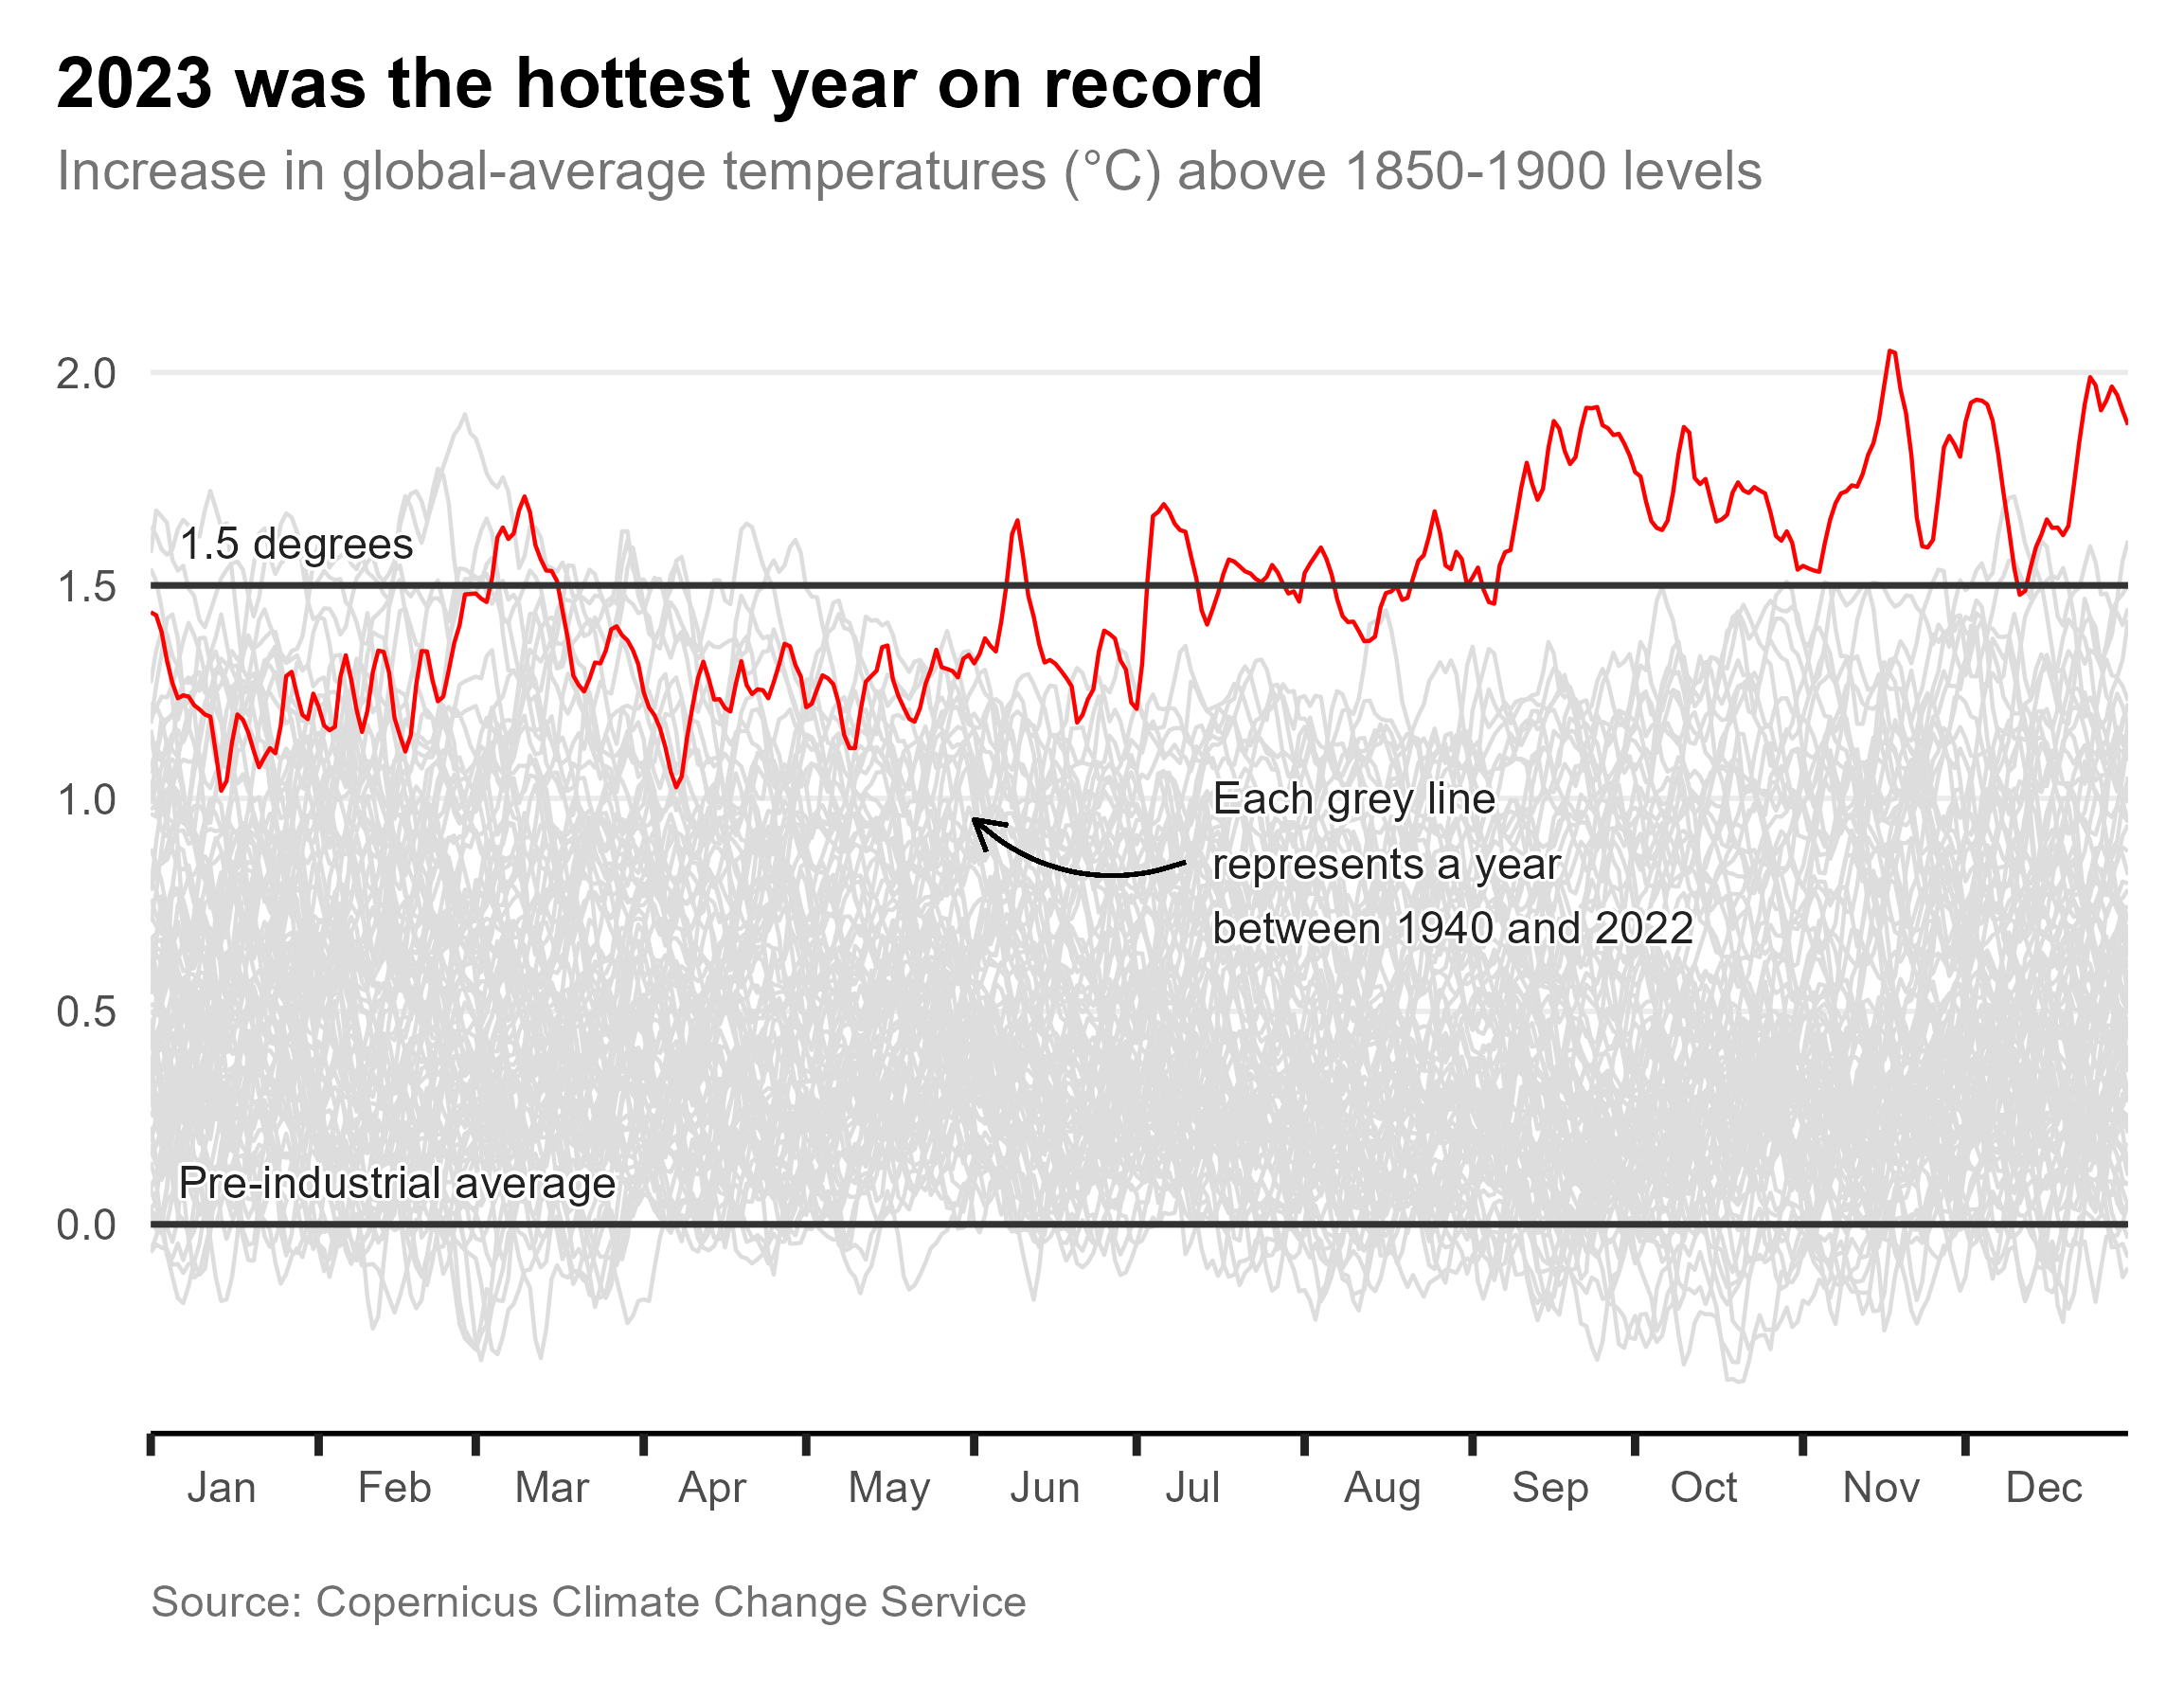 2023 was the hottest year on record
Increase in global-average temperatures (°C) above 1850-1900 levels
2.0
1.5 degrees
1.5
1.0
Each grey line
represents a year
between 1940 and 2022
0.5
Pre-industrial average
0.0
Jan Feb Mar Apr May Jun Jul Aug Sep Oct Nov Dec
Source: Copernicus Climate Change Service